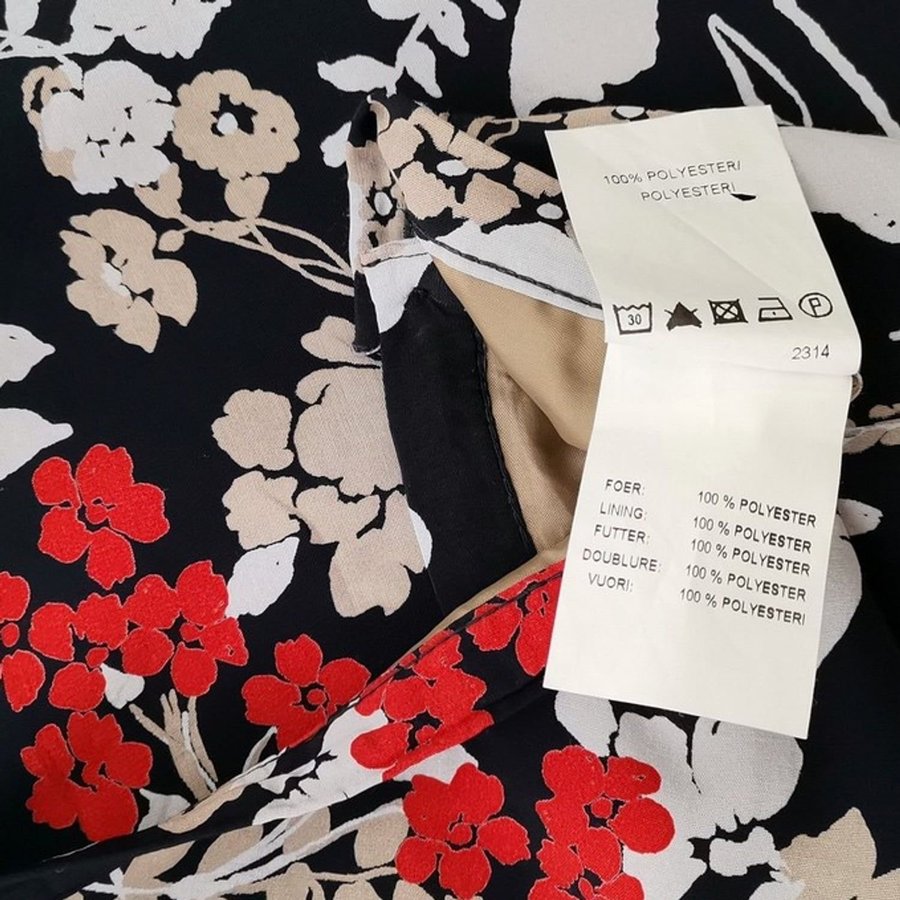 100% POLYESTER/
POLYESTERI
30 P
2314
FOER: 100 % POLYESTER
LINING: 100 % POLYESTER
FUTTER: 100 % POLYESTER
DOUBLURE: 100 % POLYESTER
VUORI: 100 % POLYESTERI